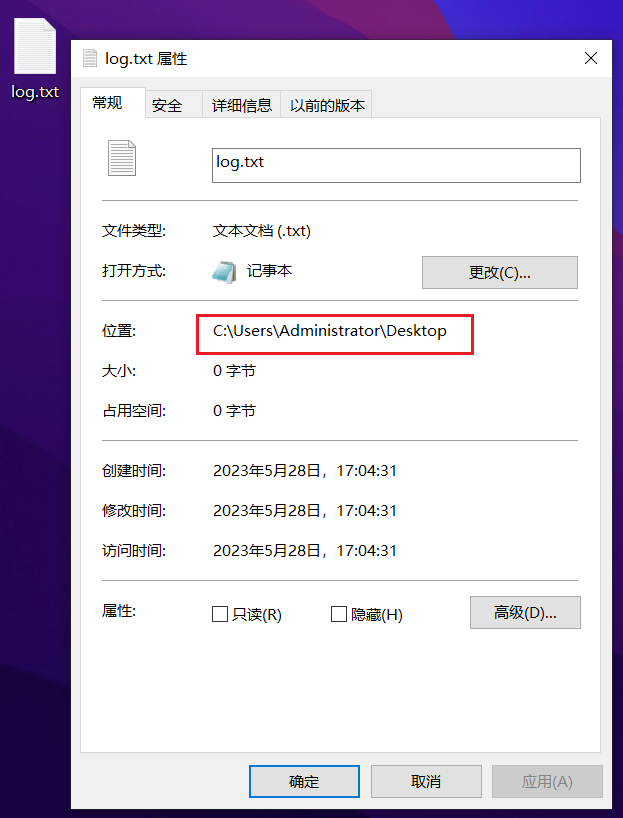 log.txt
log.txt 属性
常规 安全 详细信息 以前的版本
log.txt
文件类型: 文本文档 (.txt)
打开方式: 记事本 更改(C)...
位置: C:\Users\Administrator\Desktop
大小: 0 字节
占用空间: 0 字节
创建时间: 2023年5月28日，17:04:31
修改时间: 2023年5月28日，17:04:31
访问时间: 2023年5月28日，17:04:31
属性: 只读(R) 隐藏(H) 高级(D)...
确定 取消 应用(A)